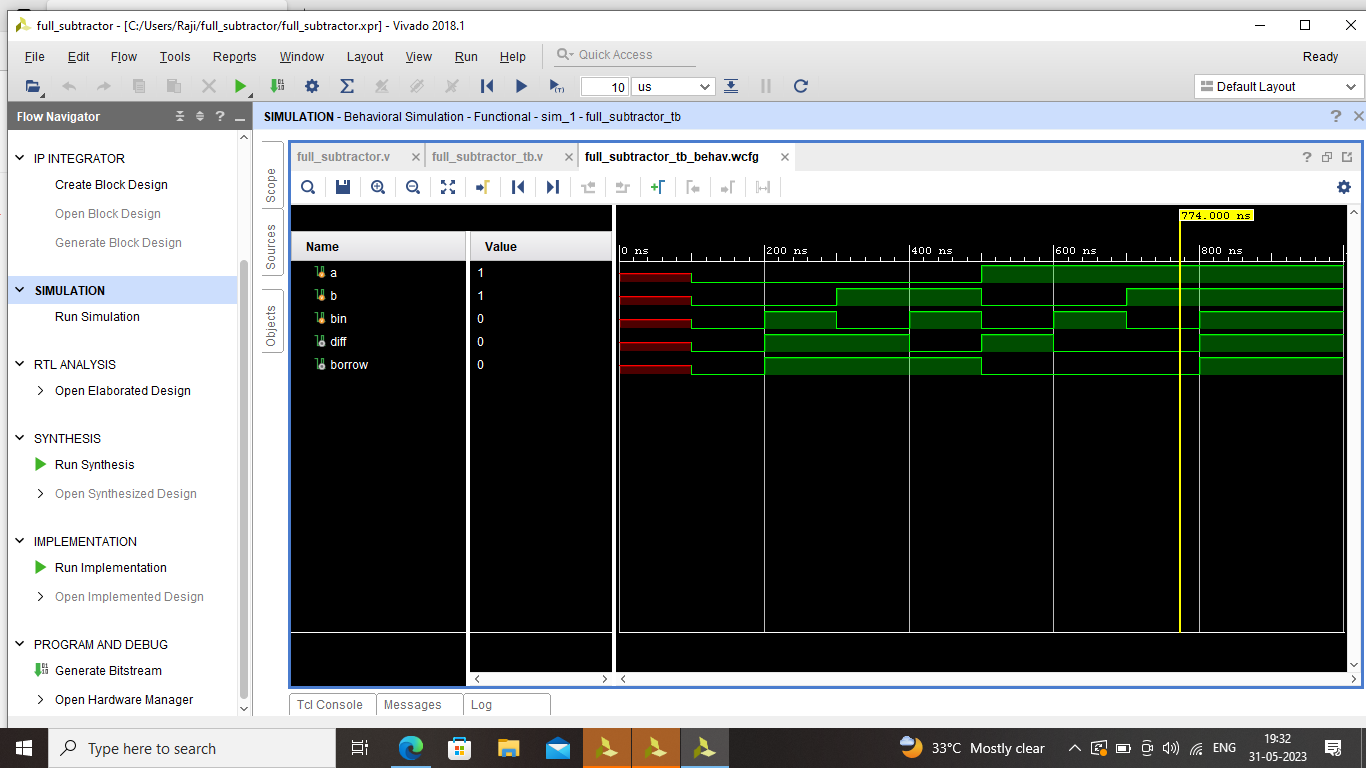 full_subtractor - [C:/Users/Raji/full_subtractor/full_subtractor.xpr] - Vivado 2018.1
File Edit Flow Tools Reports Window Layout View Run Help Quick Access Ready
10 us Default Layout
Flow Navigator
IP INTEGRATOR
Create Block Design
Open Block Design
Generate Block Design
SIMULATION
Run Simulation
RTL ANALYSIS
Open Elaborated Design
SYNTHESIS
Run Synthesis
Open Synthesized Design
IMPLEMENTATION
Run Implementation
Open Implemented Design
PROGRAM AND DEBUG
Generate Bitstream
Open Hardware Manager
SIMULATION - Behavioral Simulation - Functional - sim_1 - full_subtractor_tb
Scope
Sources
Objects
full_subtractor.v full_subtractor_tb.v full_subtractor_tb_behav.wcfg
774.000 ns
Name Value
0 ns 200 ns 400 ns 600 ns 800 ns
a 1
b 1
bin 0
diff 0
borrow 0
Tcl Console Messages Log
Type here to search
33°C Mostly clear
ENG
19:32
31-05-2023